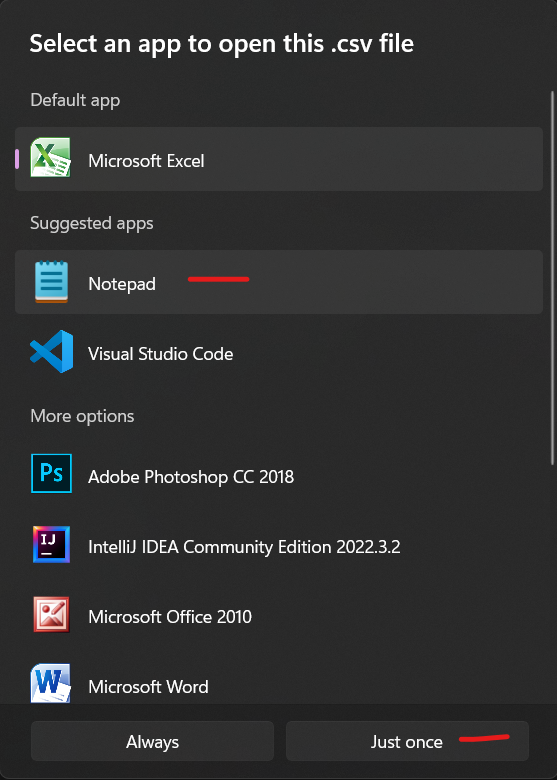 Select an app to open this .csv file
Default app
Microsoft Excel
Suggested apps
Notepad
Visual Studio Code
More options
Ps
Adobe Photoshop CC 2018
IJ
IntelliJ IDEA Community Edition 2022.3.2
Microsoft Office 2010
W
Microsoft Word
Always
Just once